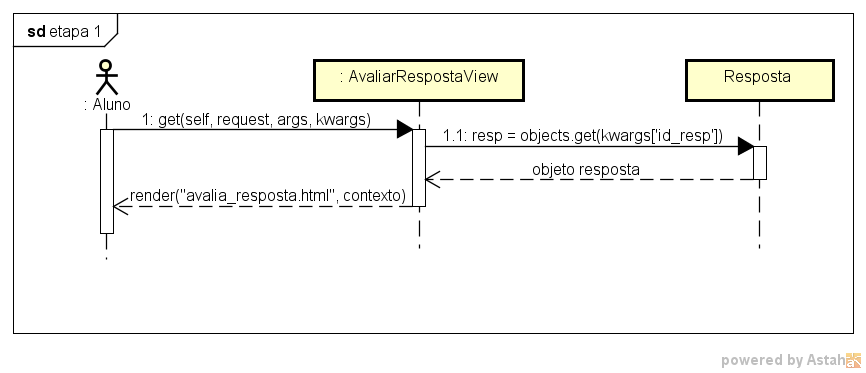 sd etapa 1
: Aluno
: AvaliarRespostaView
Resposta
1: get(self, request, args, kwargs)
1.1: resp = objects.get(kwargs['id_resp'])
objeto resposta
render("avalia_resposta.html", contexto)
powered by Astah